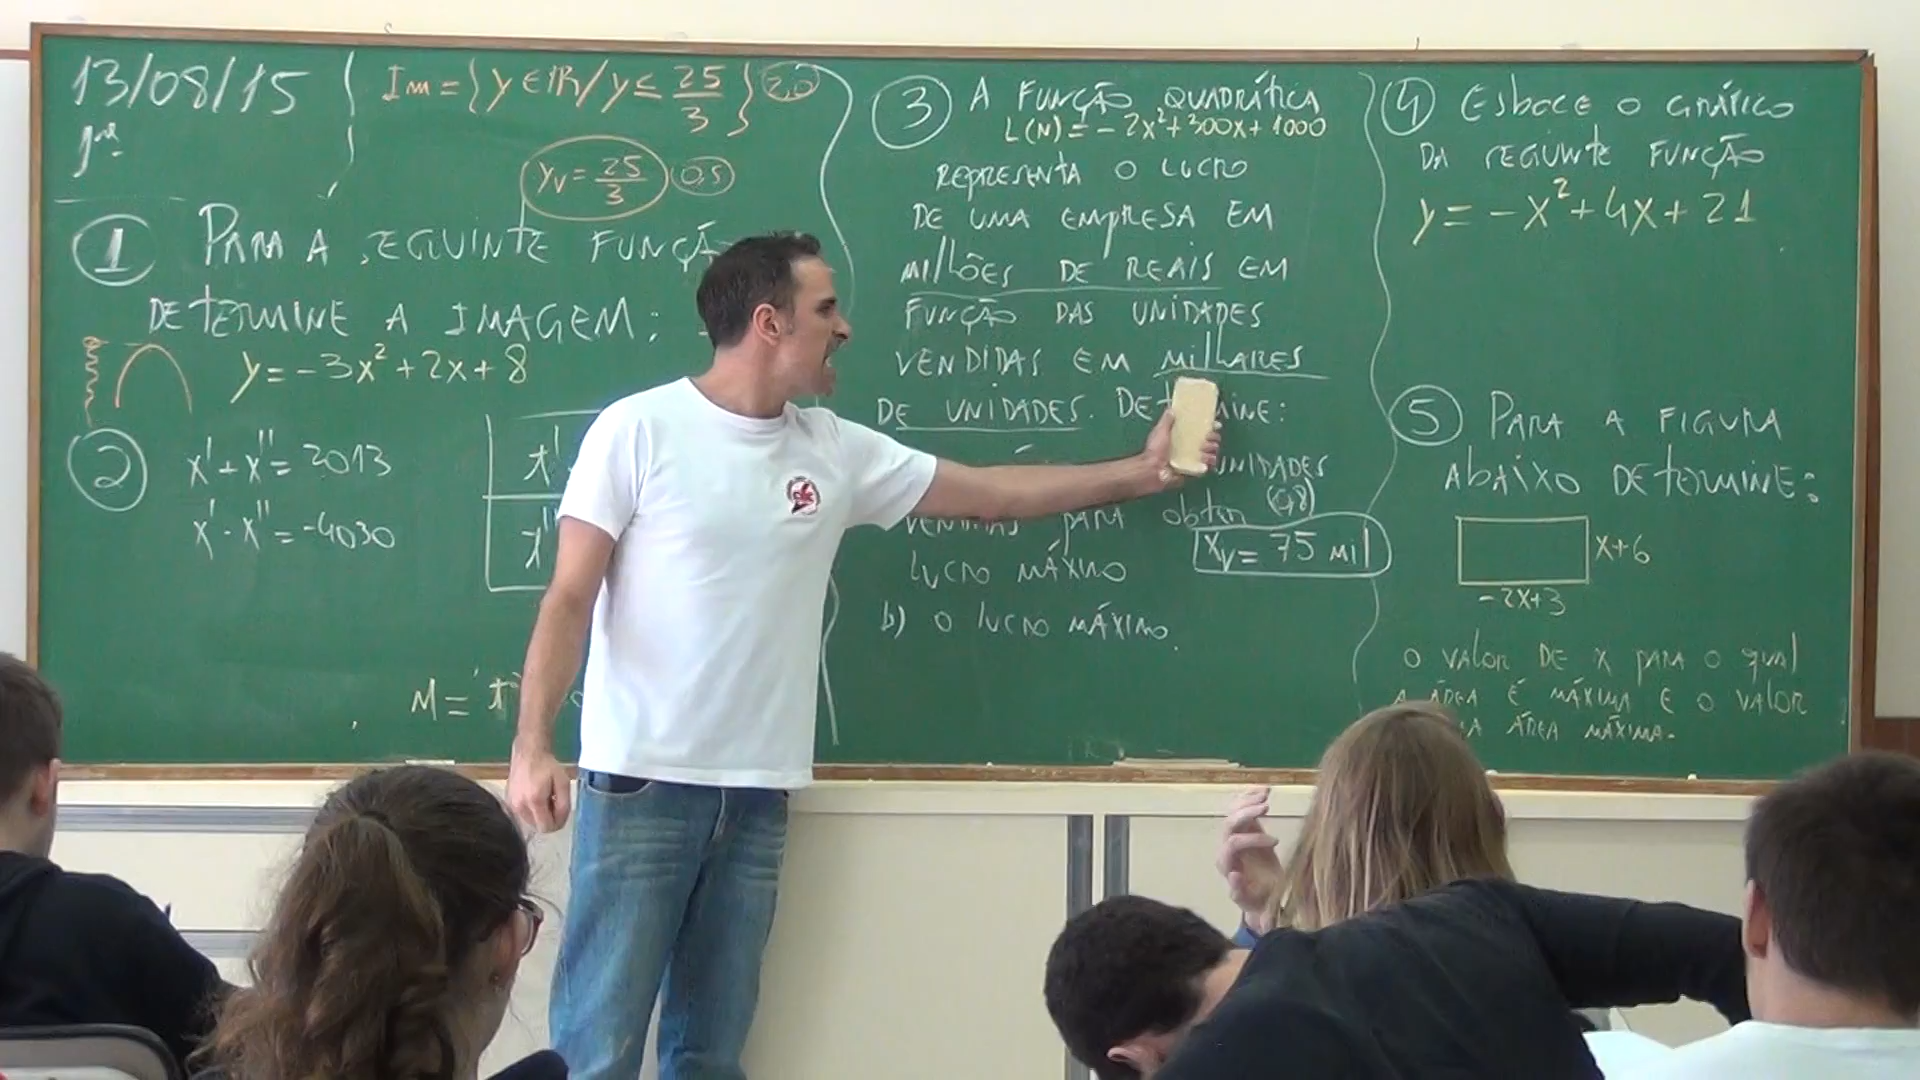 13/08/15
Im = {y ∈ ℝ / y ≤ 25/3} 2,0
yv = 25/3 0,5
1 PARA A SEGUINTE FUNÇÃ
DETERMINE A IMAGEM:
y = -3x² + 2x + 8
2 x' + x'' = 2013
x' · x'' = -4030
M =
3 A FUNÇÃO QUADRÁTICA
L(N) = -2x² + 300x + 1000
REPRESENTA O LUCRO
DE UMA EMPRESA EM
MILHÕES DE REAIS EM
FUNÇÃO DAS UNIDADES
VENDIDAS EM MILHARES
DE UNIDADES. DETE MINE:
UNIDADES
VENDIDAS PARA obter (0,8)
LUCRO MÁXIMO
xv = 75 mil
b) O LUCRO MÁXIMO.
4 ESBOCE O GRÁFICO
DA SEGUINTE FUNÇÃO
y = -x² + 4x + 21
5 PARA A FIGURA
ABAIXO DETERMINE:
x+6
-2x+3
O VALOR DE X PARA O QUAL
A ÁREA É MÁXIMA E O VALOR
ÁREA MÁXIMA.